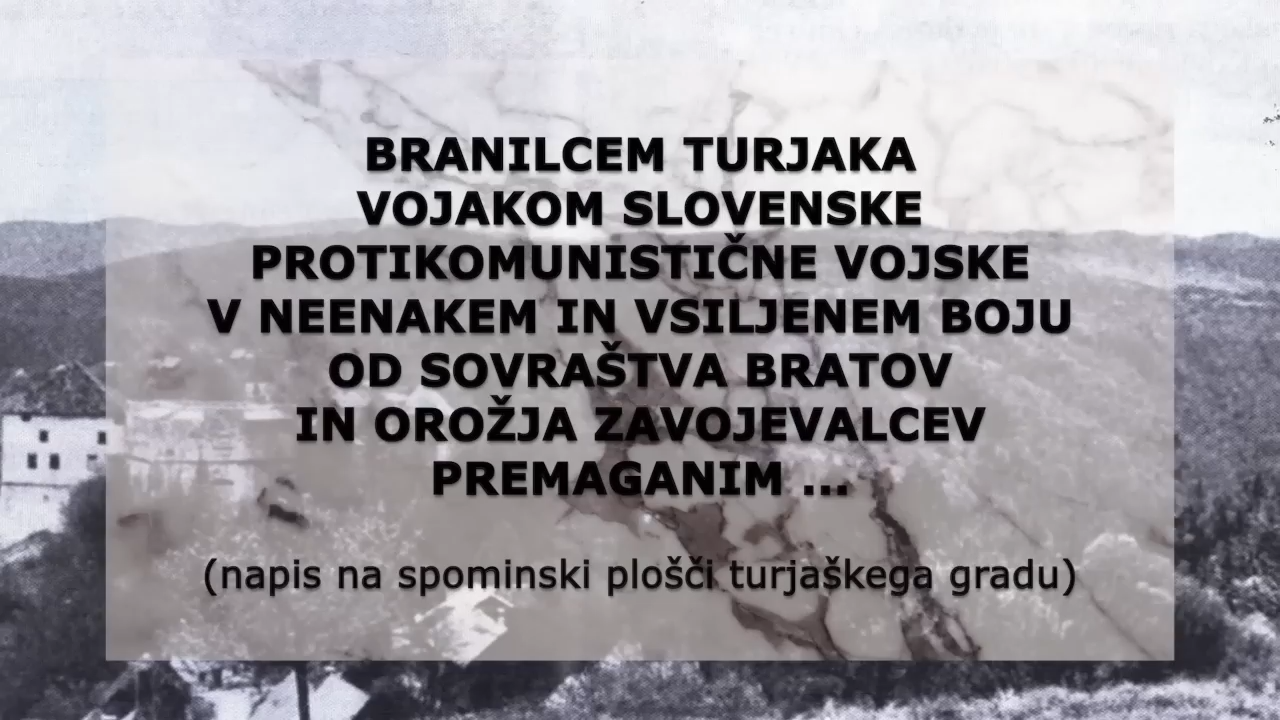 BRANILCEM TURJAKA
VOJAKOM SLOVENSKE
PROTIKOMUNISTIČNE VOJSKE
V NEENAKEM IN VSILJENEM BOJU
OD SOVRAŠTVA BRATOV
IN OROŽJA ZAVOJEVALCEV
PREMAGANIM ...
(napis na spominski plošči turjaškega gradu)